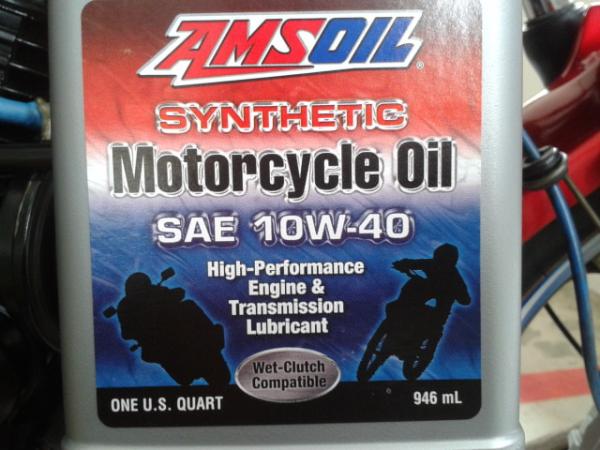 AMSOIL®
SYNTHETIC
Motorcycle Oil
SAE 10W-40
High-Performance
Engine &
Transmission
Lubricant
Wet-Clutch
Compatible
ONE U.S. QUART 946 mL